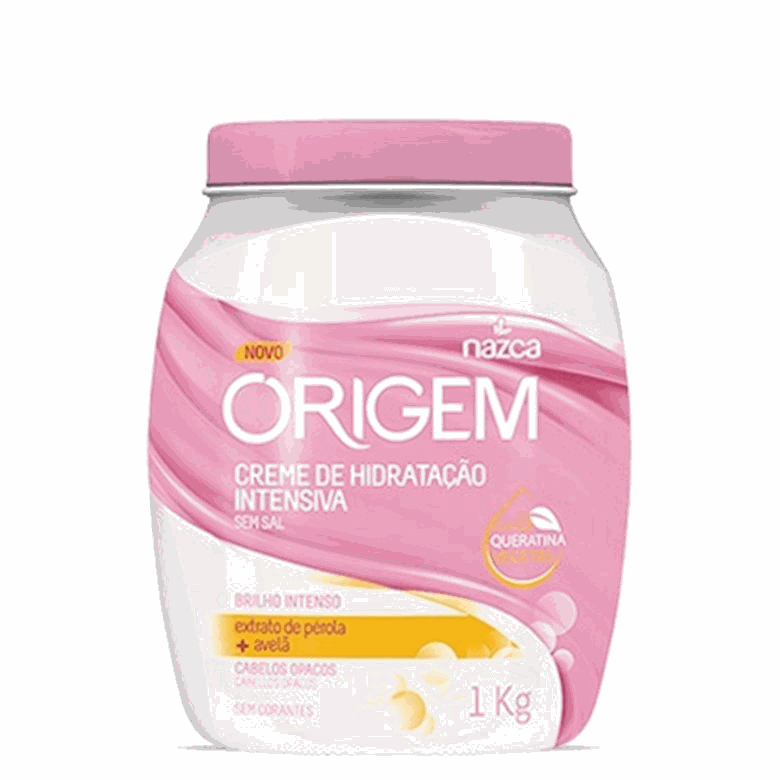 NOVO
nazca
ORIGEM
CREME DE HIDRATAÇÃO
INTENSIVA
SEM SAL
QUERATINA
BRILHO INTENSO
extrato de pérola
+ avelã
CABELOS OPACOS
SEM CORANTES
1 Kg